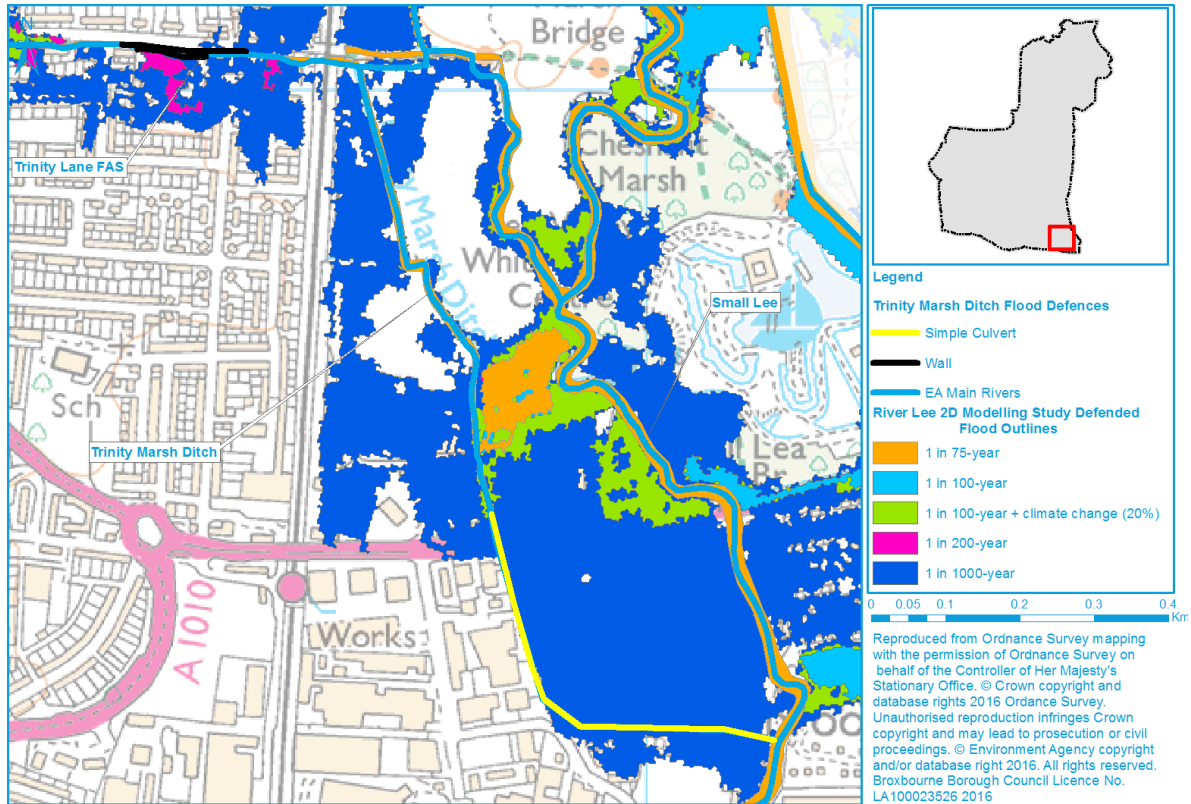 Bridge
Trinity Lane FAS
Marsh
Small Lee
Sch
Trinity Marsh Ditch
A1010
Works
Legend
Trinity Marsh Ditch Flood Defences
Simple Culvert
Wall
EA Main Rivers
River Lee 2D Modelling Study Defended
Flood Outlines
1 in 75-year
1 in 100-year
1 in 100-year + climate change (20%)
1 in 200-year
1 in 1000-year
0 0.05 0.1 0.2 0.3 0.4
Km
Reproduced from Ordnance Survey mapping
with the permission of Ordnance Survey on
behalf of the Controller of Her Majesty's
Stationary Office. © Crown copyright and
database rights 2016 Ordance Survey.
Unauthorised reproduction infringes Crown
copyright and may lead to prosecution or civil
proceedings. © Environment Agency copyright
and/or database right 2016. All rights reserved.
Broxbourne Borough Council Licence No.
LA100023526 2016